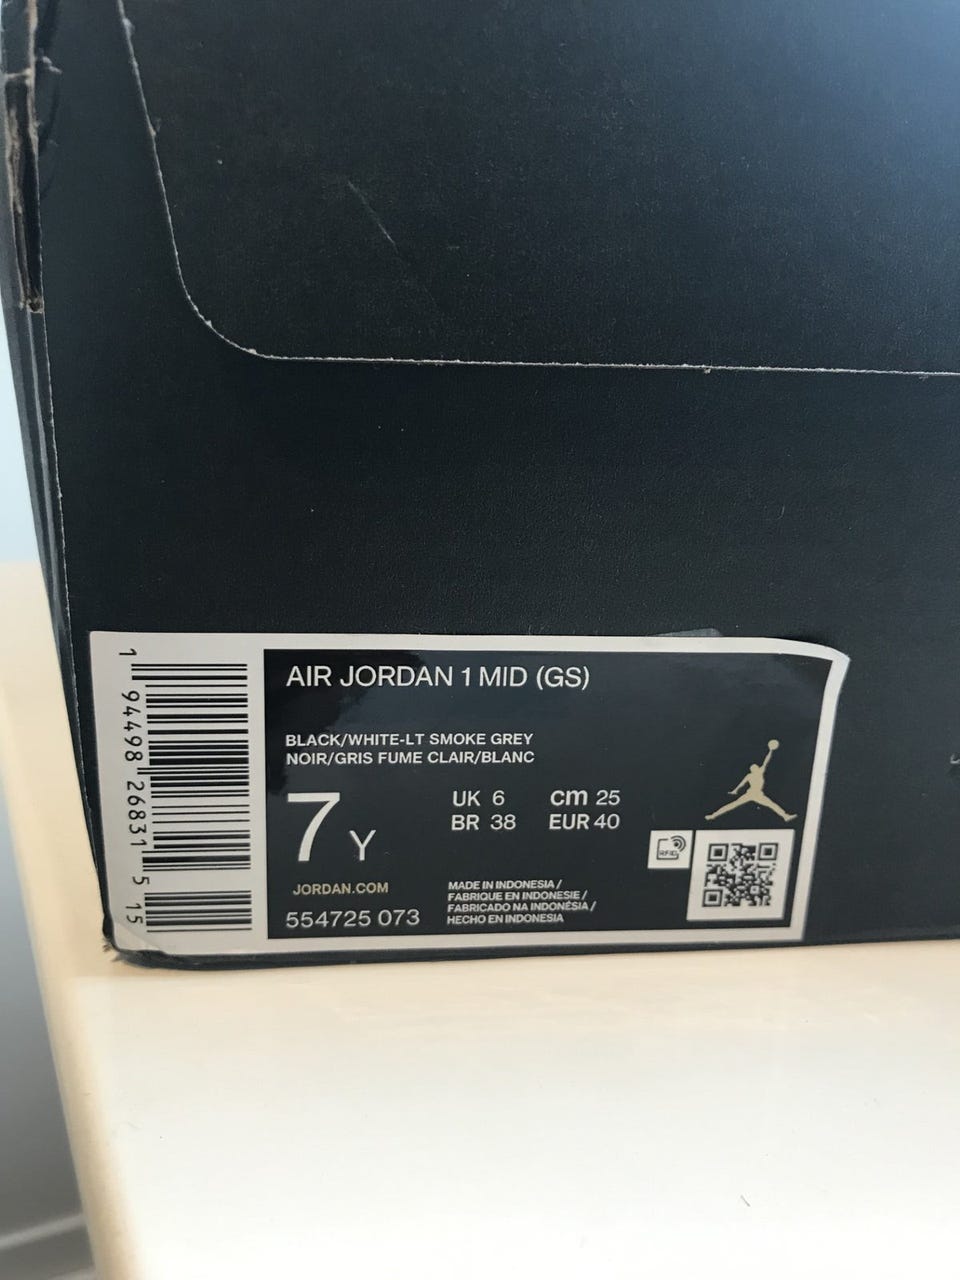 1 94498 26831 5 15
AIR JORDAN 1 MID (GS)
BLACK/WHITE-LT SMOKE GREY
NOIR/GRIS FUME CLAIR/BLANC
7 Y
UK 6 cm 25
BR 38 EUR 40
RFID
JORDAN.COM
554725 073
MADE IN INDONESIA /
FABRIQUE EN INDONESIE /
FABRICADO NA INDONÉSIA /
HECHO EN INDONESIA